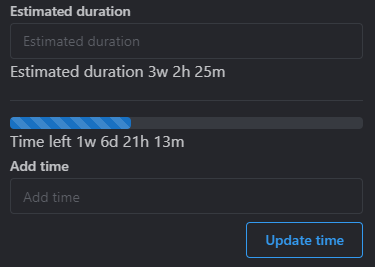 Estimated duration
Estimated duration
Estimated duration 3w 2h 25m
Time left 1w 6d 21h 13m
Add time
Add time
Update time